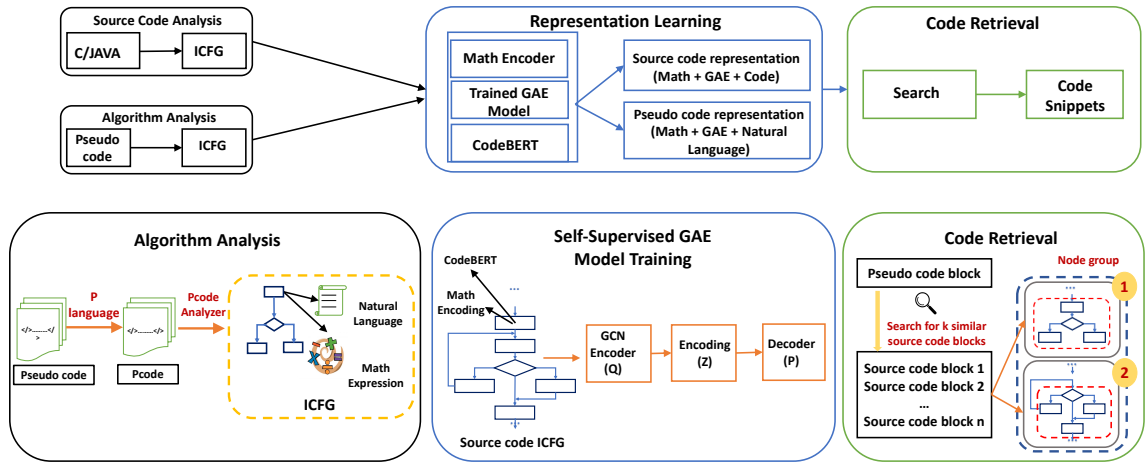 Source Code Analysis
C/JAVA
ICFG
Algorithm Analysis
Pseudo
code
ICFG
Representation Learning
Math Encoder
Trained GAE
Model
CodeBERT
Source code representation
(Math + GAE + Code)
Pseudo code representation
(Math + GAE + Natural
Language)
Code Retrieval
Search
Code
Snippets
Algorithm Analysis
P
language
Pcode
Analyzer
</>......</
>
</>......</>
Pseudo code
Pcode
Natural
Language
Math
Expression
ICFG
Self-Supervised GAE
Model Training
CodeBERT
Math
Encoding
...
...
GCN
Encoder
(Q)
Encoding
(Z)
Decoder
(P)
Source code ICFG
Code Retrieval
Node group
Pseudo code block
Search for k similar
source code blocks
Source code block 1
Source code block 2
...
Source code block n
1
...
2
...
...